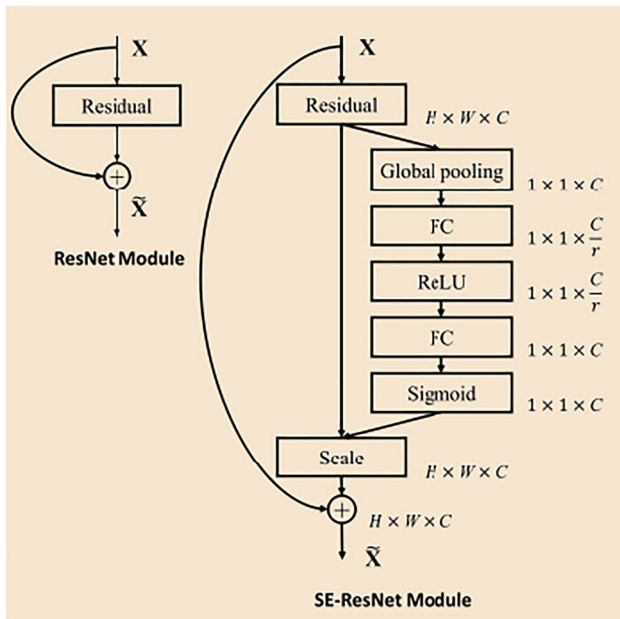 X
Residual
+
X̃
ResNet Module
X
Residual
H × W × C
Global pooling
1 × 1 × C
FC
1 × 1 × C/r
ReLU
1 × 1 × C/r
FC
1 × 1 × C
Sigmoid
1 × 1 × C
Scale
H × W × C
+
H × W × C
X̃
SE-ResNet Module